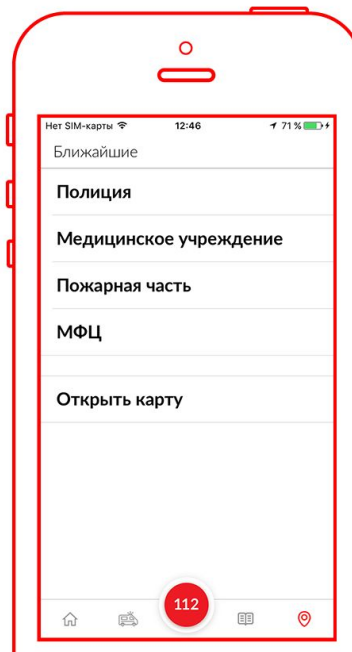 Нет SIM-карты 12:46 71 %
Ближайшие
Полиция
Медицинское учреждение
Пожарная часть
МФЦ
Открыть карту
112